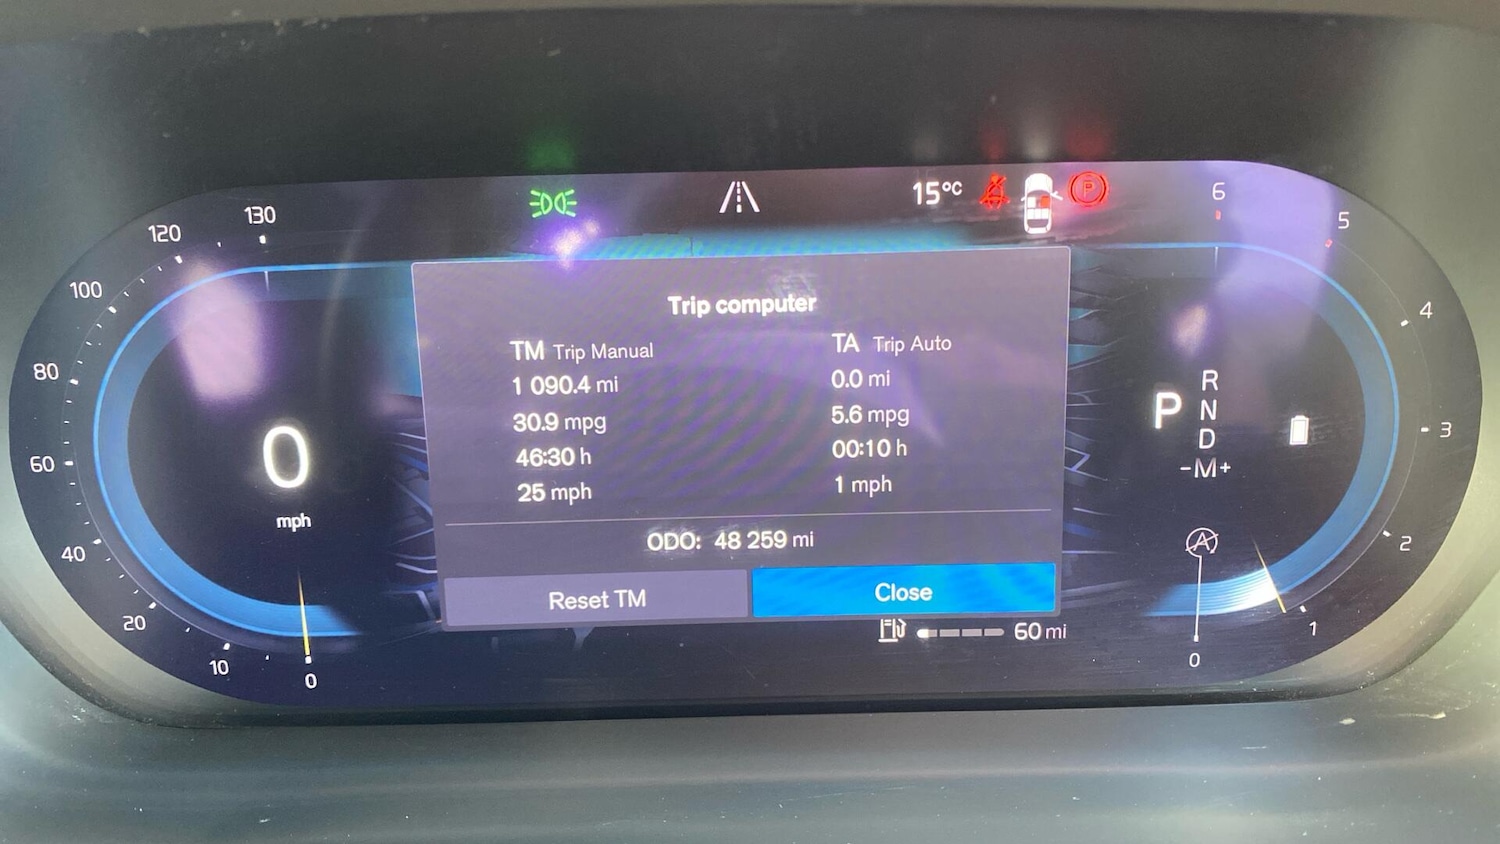 15°C
P
Trip computer
TM Trip Manual
1 090.4 mi
30.9 mpg
46:30 h
25 mph
TA Trip Auto
0.0 mi
5.6 mpg
00:10 h
1 mph
ODO: 48 259 mi
Reset TM
Close
60 mi
130
120
100
80
60
40
20
10
0
0
mph
6
5
4
3
2
1
0
P
R
N
D
-M+
A